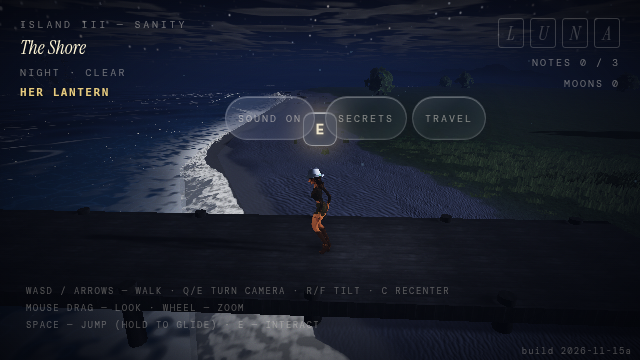 ISLAND III — SANITY
The Shore
NIGHT · CLEAR
HER LANTERN
L U N A
NOTES 0 / 3
MOONS 0
SOUND ON
E
SECRETS
TRAVEL
WASD / ARROWS — WALK · Q/E TURN CAMERA · R/F TILT · C RECENTER
MOUSE DRAG — LOOK · WHEEL — ZOOM
SPACE — JUMP (HOLD TO GLIDE) · E — INTERACT
build 2026-11-15a